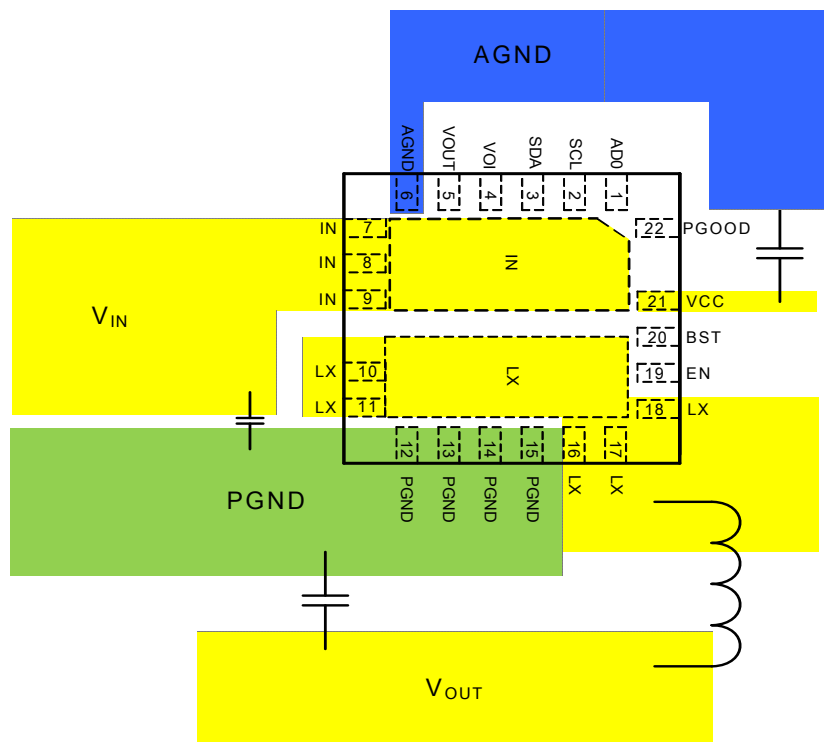 AGND
AGND
VOUT
VOI
SDA
SCL
AD0
6
5
4
3
2
1
IN 7
22 PGOOD
IN 8
IN
IN 9
21 VCC
VIN
20 BST
LX 10
LX
19 EN
LX 11
18 LX
12
13
14
15
16
17
PGND
PGND
PGND
PGND
LX
LX
PGND
VOUT